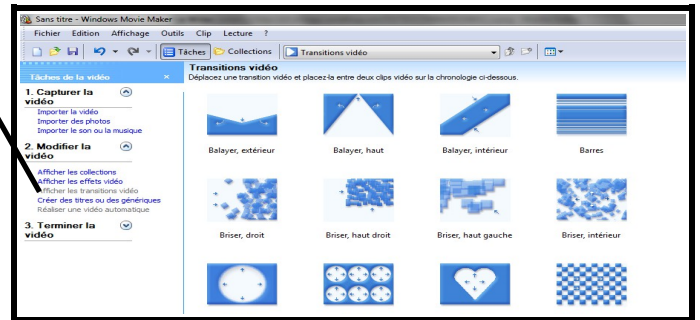 Sans titre - Windows Movie Maker
Fichier Edition Affichage Outils Clip Lecture ?
Tâches Collections Transitions vidéo
Tâches de la vidéo ×
Transitions vidéo
Déplacez une transition vidéo et placez-la entre deux clips vidéo sur la chronologie ci-dessous.
1. Capturer la
vidéo
Importer la vidéo
Importer des photos
Importer le son ou la musique
2. Modifier la
vidéo
Afficher les collections
Afficher les effets vidéo
Afficher les transitions vidéo
Créer des titres ou des génériques
Réaliser une vidéo automatique
3. Terminer la
vidéo
Balayer, extérieur
Balayer, haut
Balayer, intérieur
Barres
Briser, droit
Briser, haut droit
Briser, haut gauche
Briser, intérieur